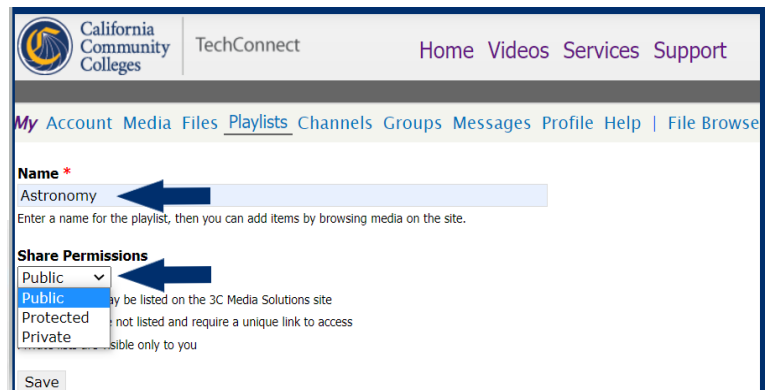 California
Community
Colleges
TechConnect
Home Videos Services Support
My Account Media Files Playlists Channels Groups Messages Profile Help | File Browse
Name *
Astronomy
Enter a name for the playlist, then you can add items by browsing media on the site.
Share Permissions
Public
Public
be listed on the 3C Media Solutions site
Protected
not listed and require a unique link to access
Private
only to you
Save